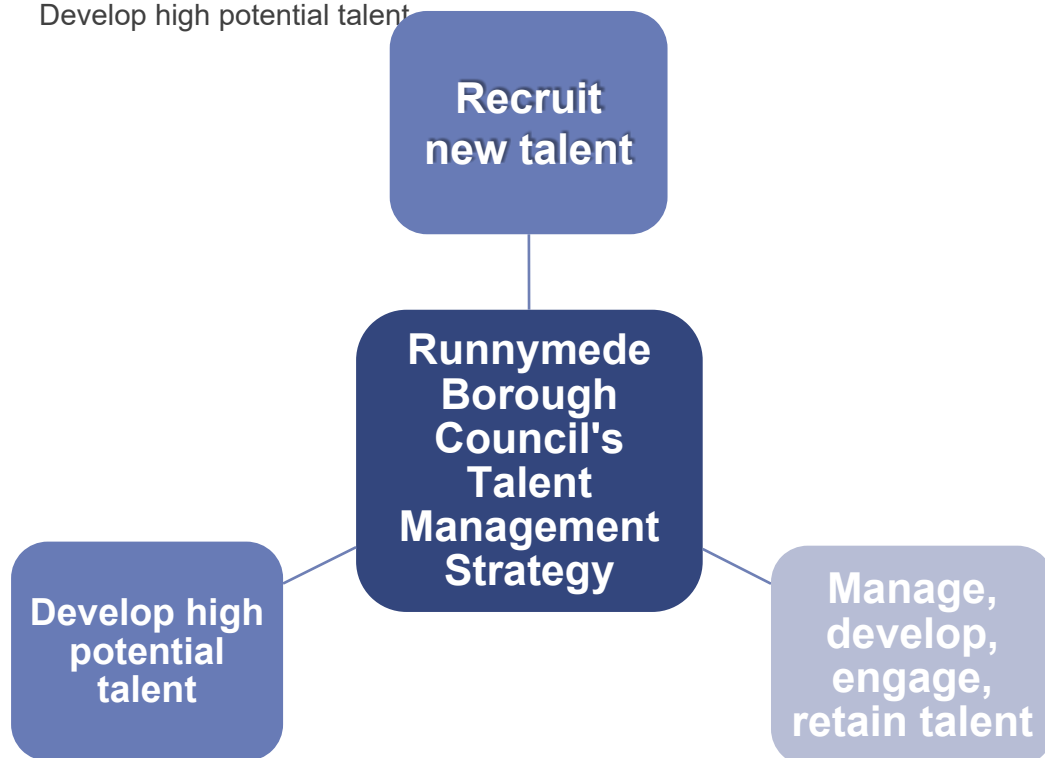 Develop high potential talent
Recruit
new talent
Runnymede
Borough
Council's
Talent
Management
Strategy
Develop high
potential
talent
Manage,
develop,
engage,
retain talent